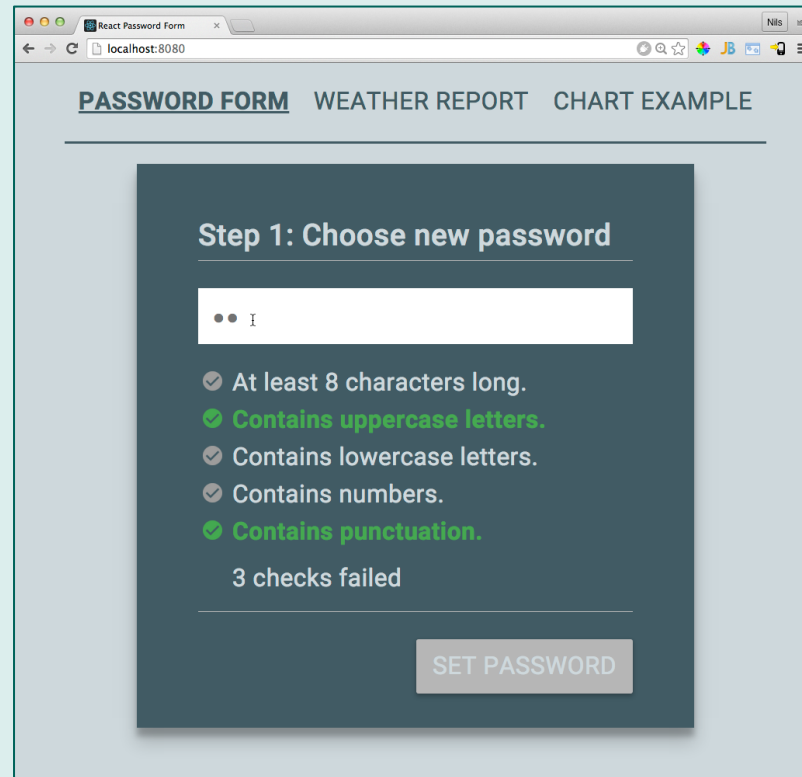 React Password Form
Nils
localhost:8080
JB
PASSWORD FORM WEATHER REPORT CHART EXAMPLE
Step 1: Choose new password
At least 8 characters long.
Contains uppercase letters.
Contains lowercase letters.
Contains numbers.
Contains punctuation.
3 checks failed
SET PASSWORD